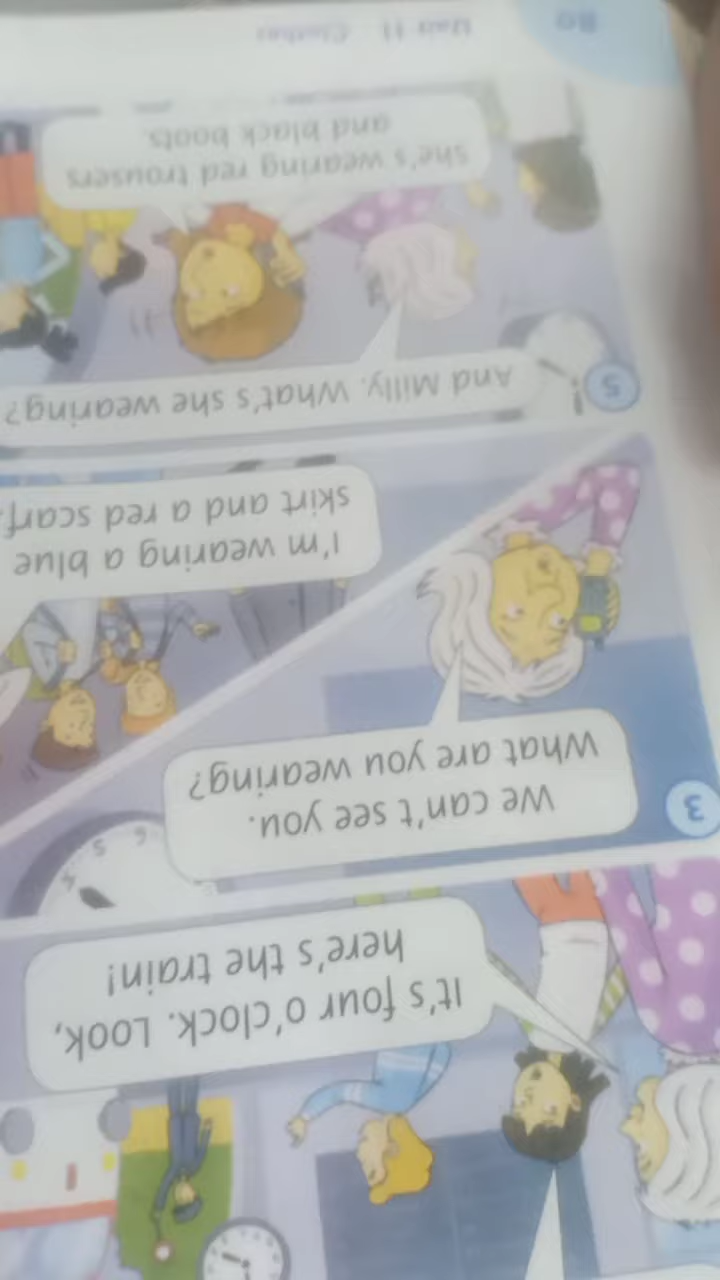 It's four o'clock. Look,
here's the train!
3
We can't see you.
What are you wearing?
I'm wearing a blue
skirt and a red scarf.
5
And Milly. What's she wearing?
She's wearing red trousers
and black boots.
80
Unit 11 Clothes